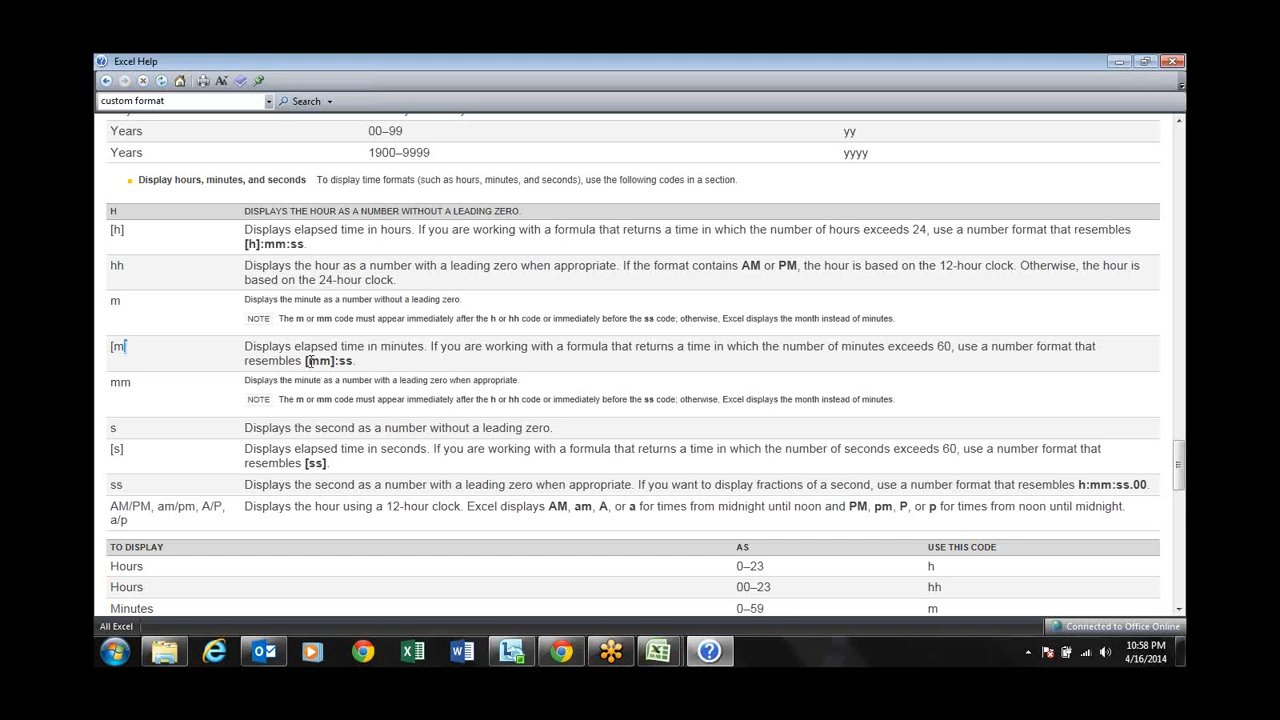 Excel Help
custom format
Search
Years 00–99 yy
Years 1900–9999 yyyy
Display hours, minutes, and seconds To display time formats (such as hours, minutes, and seconds), use the following codes in a section.
H DISPLAYS THE HOUR AS A NUMBER WITHOUT A LEADING ZERO.
[h] Displays elapsed time in hours. If you are working with a formula that returns a time in which the number of hours exceeds 24, use a number format that resembles
[h]:mm:ss.
hh Displays the hour as a number with a leading zero when appropriate. If the format contains AM or PM, the hour is based on the 12-hour clock. Otherwise, the hour is
based on the 24-hour clock.
m Displays the minute as a number without a leading zero.
NOTE The m or mm code must appear immediately after the h or hh code or immediately before the ss code; otherwise, Excel displays the month instead of minutes.
[m] Displays elapsed time in minutes. If you are working with a formula that returns a time in which the number of minutes exceeds 60, use a number format that
resembles [mm]:ss.
mm Displays the minute as a number with a leading zero when appropriate.
NOTE The m or mm code must appear immediately after the h or hh code or immediately before the ss code; otherwise, Excel displays the month instead of minutes.
s Displays the second as a number without a leading zero.
[s] Displays elapsed time in seconds. If you are working with a formula that returns a time in which the number of seconds exceeds 60, use a number format that
resembles [ss].
ss Displays the second as a number with a leading zero when appropriate. If you want to display fractions of a second, use a number format that resembles h:mm:ss.00.
AM/PM, am/pm, A/P, Displays the hour using a 12-hour clock. Excel displays AM, am, A, or a for times from midnight until noon and PM, pm, P, or p for times from noon until midnight.
a/p
TO DISPLAY AS USE THIS CODE
Hours 0–23 h
Hours 00–23 hh
Minutes 0–59 m
All Excel Connected to Office Online
10:58 PM
4/16/2014